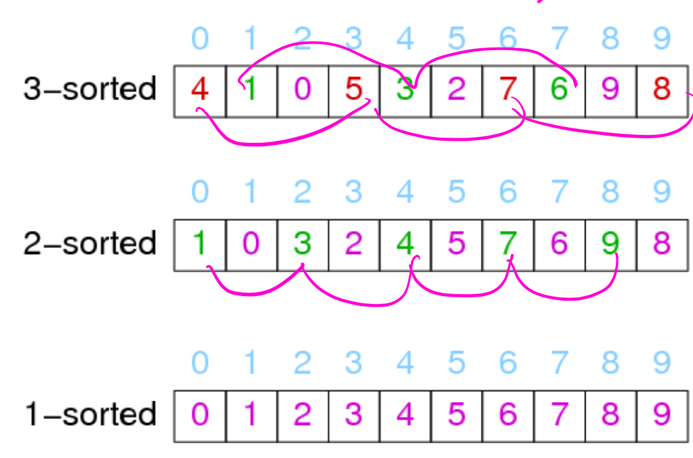 0 1 2 3 4 5 6 7 8 9
3-sorted 4 1 0 5 3 2 7 6 9 8
0 1 2 3 4 5 6 7 8 9
2-sorted 1 0 3 2 4 5 7 6 9 8
0 1 2 3 4 5 6 7 8 9
1-sorted 0 1 2 3 4 5 6 7 8 9